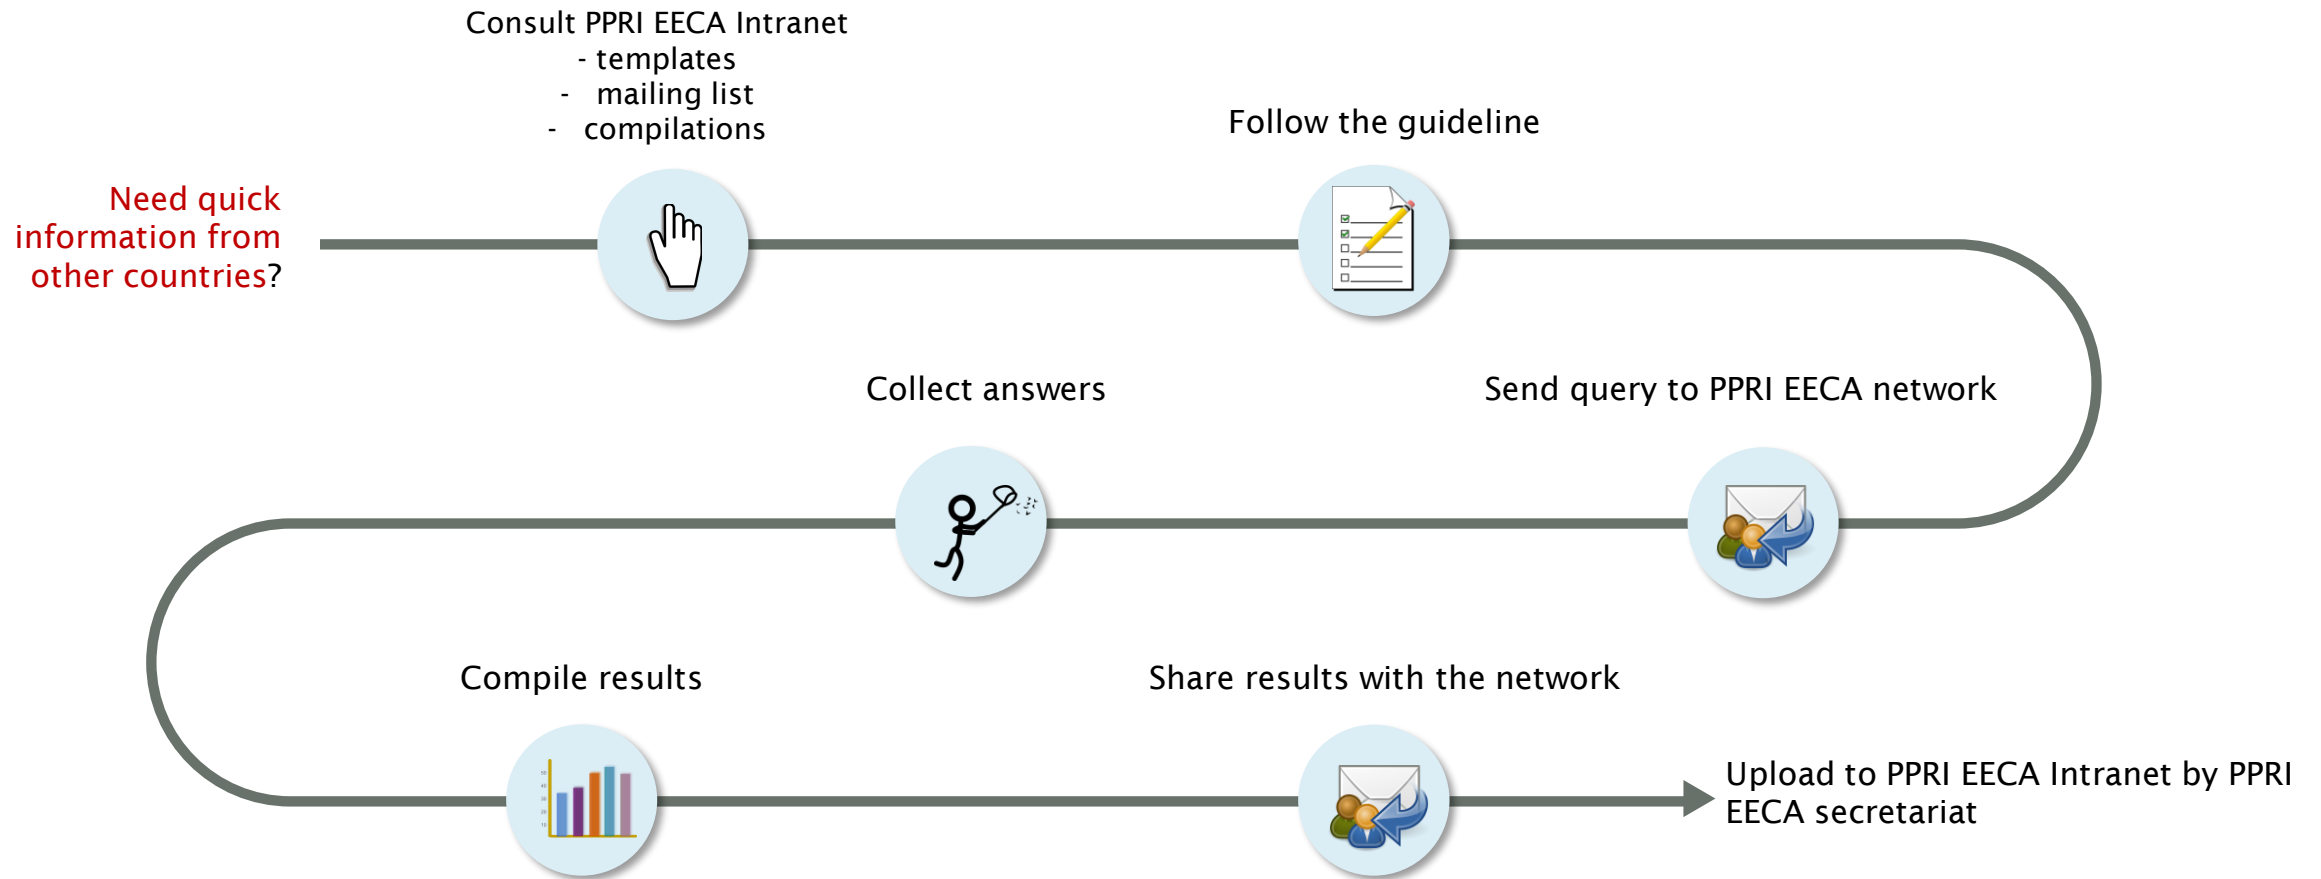 Consult PPRI EECA Intranet
- templates
- mailing list
- compilations
Follow the guideline
Need quick
information from
other countries?
Collect answers
Send query to PPRI EECA network
Compile results
Share results with the network
Upload to PPRI EECA Intranet by PPRI
EECA secretariat